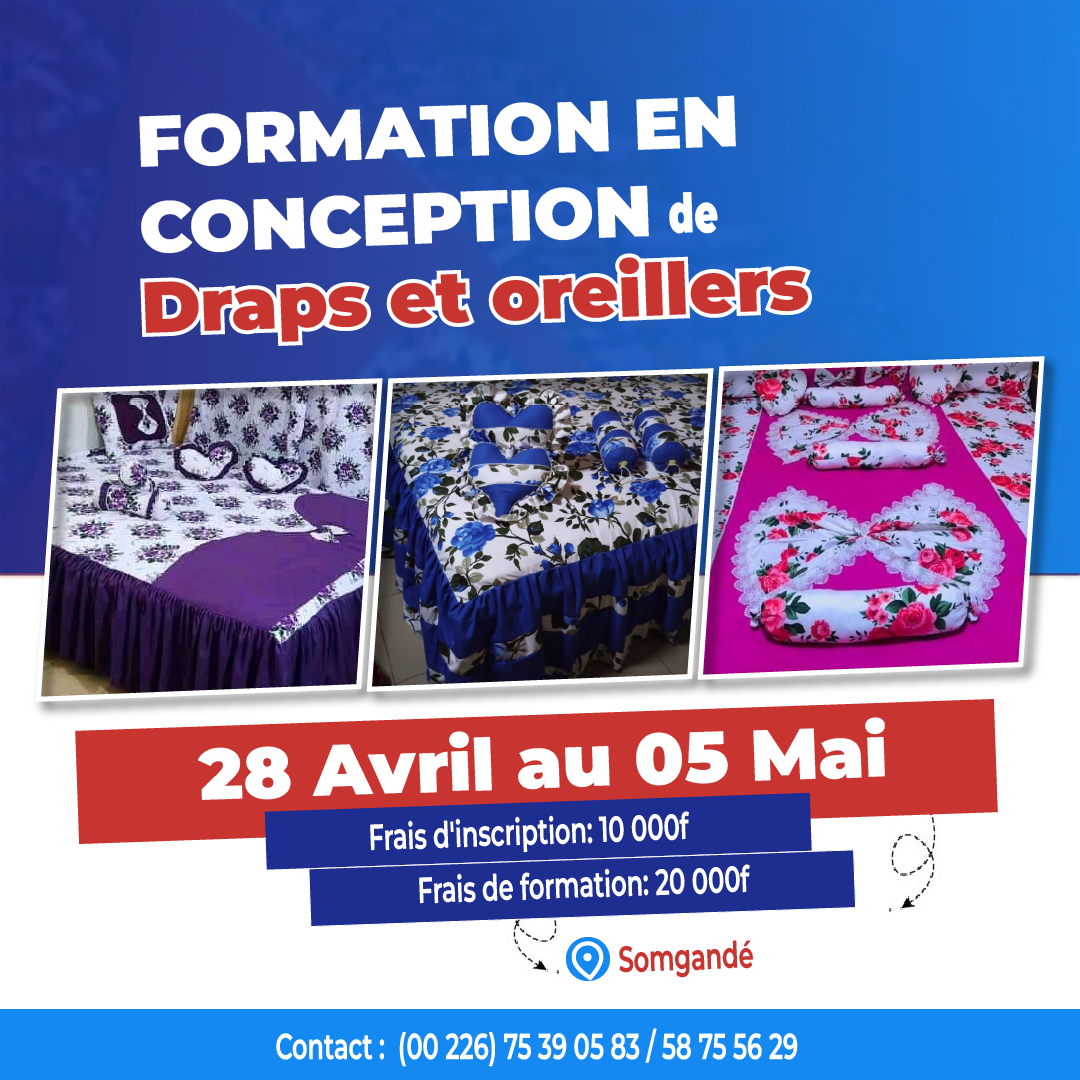 FORMATION EN
CONCEPTION de
Draps et oreillers
28 Avril au 05 Mai
Frais d'inscription: 10 000f
Frais de formation: 20 000f
Somgandé
Contact : (00 226) 75 39 05 83 / 58 75 56 29